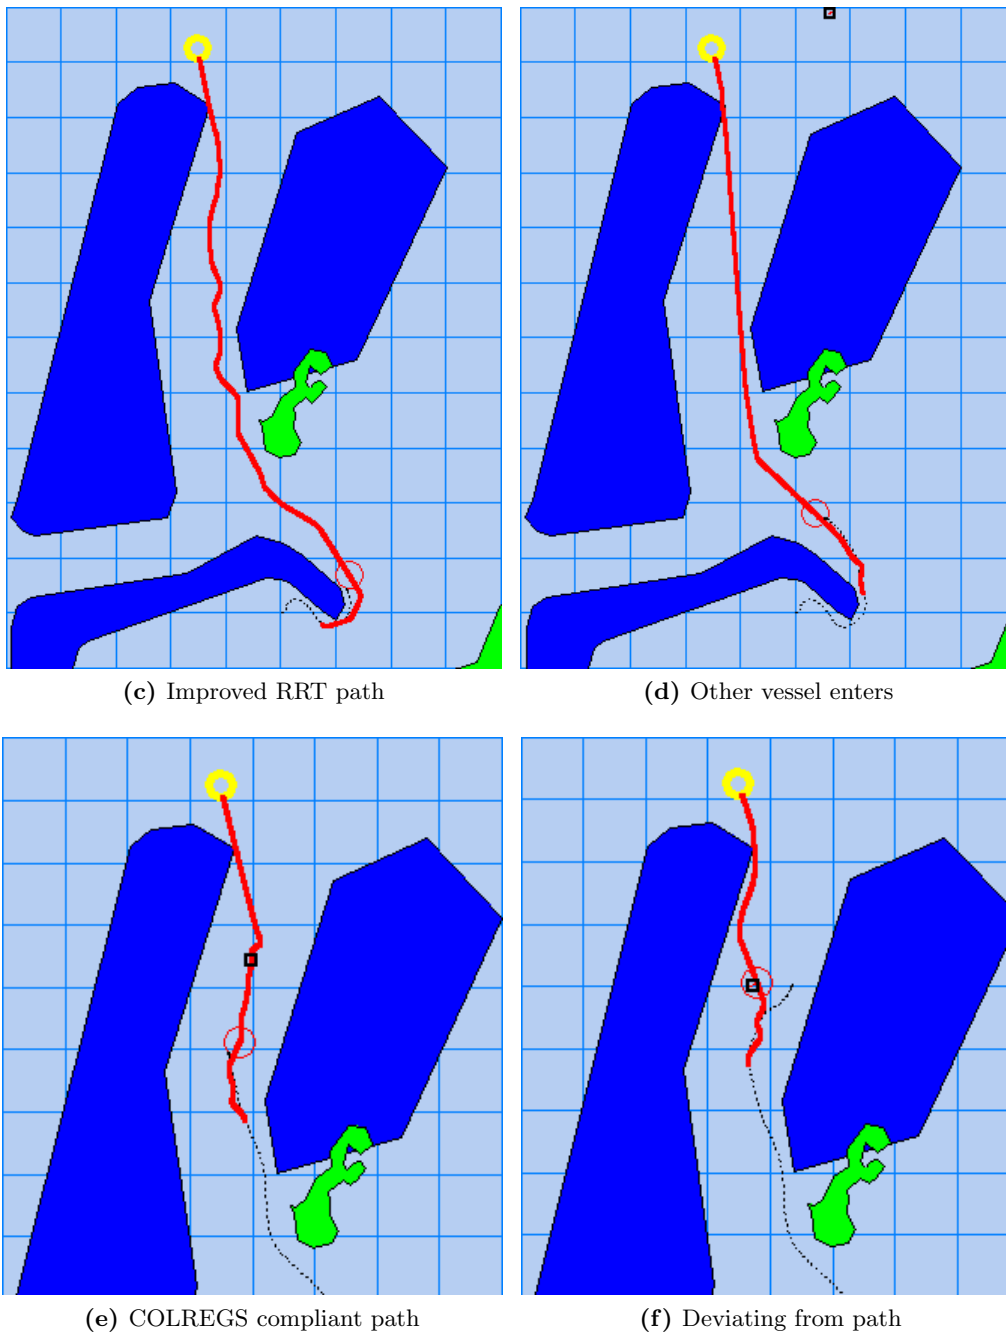 (c) Improved RRT path
(d) Other vessel enters
(e) COLREGS compliant path
(f) Deviating from path